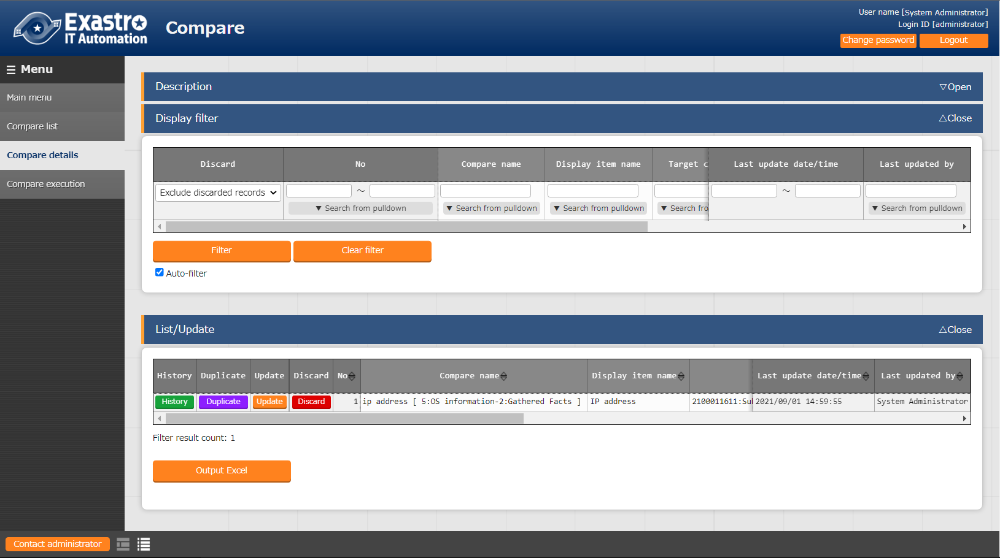 Exastro
IT Automation
Compare
User name [System Administrator]
Login ID [administrator]
Change password
Logout
Menu
Main menu
Compare list
Compare details
Compare execution
Description
▽Open
Display filter
△Close
Discard
No
Compare name
Display item name
Target c
Last update date/time
Last updated by
Exclude discarded records
~
~
▼ Search from pulldown
▼ Search from pulldown
▼ Search from pulldown
▼ Search fro
▼ Search from pulldown
Filter
Clear filter
Auto-filter
List/Update
△Close
History
Duplicate
Update
Discard
No
Compare name
Display item name
Last update date/time
Last updated by
History
Duplicate
Update
Discard
1
ip address [ 5:OS information-2:Gathered Facts ]
IP address
2100011611:Sul
2021/09/01 14:59:55
System Administrator
Filter result count: 1
Output Excel
Contact administrator